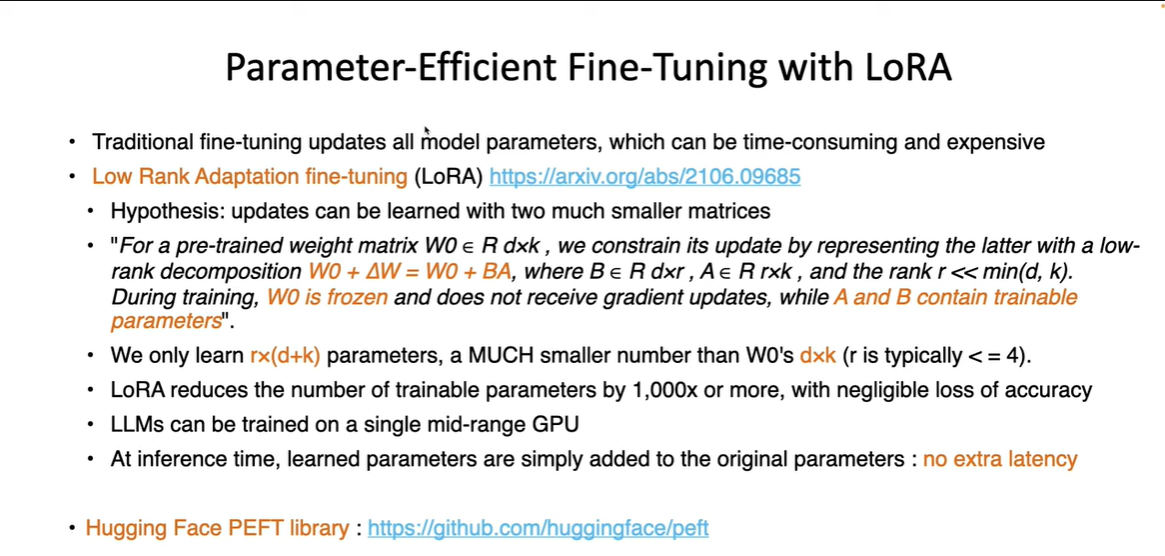 Parameter-Efficient Fine-Tuning with LoRA
• Traditional fine-tuning updates all model parameters, which can be time-consuming and expensive
• Low Rank Adaptation fine-tuning (LoRA) https://arxiv.org/abs/2106.09685
• Hypothesis: updates can be learned with two much smaller matrices
• "For a pre-trained weight matrix W0 ∈ R d×k , we constrain its update by representing the latter with a low-
rank decomposition W0 + ΔW = W0 + BA, where B ∈ R d×r , A ∈ R r×k , and the rank r << min(d, k).
During training, W0 is frozen and does not receive gradient updates, while A and B contain trainable
parameters".
• We only learn r×(d+k) parameters, a MUCH smaller number than W0's d×k (r is typically < = 4).
• LoRA reduces the number of trainable parameters by 1,000x or more, with negligible loss of accuracy
• LLMs can be trained on a single mid-range GPU
• At inference time, learned parameters are simply added to the original parameters : no extra latency
• Hugging Face PEFT library : https://github.com/huggingface/peft